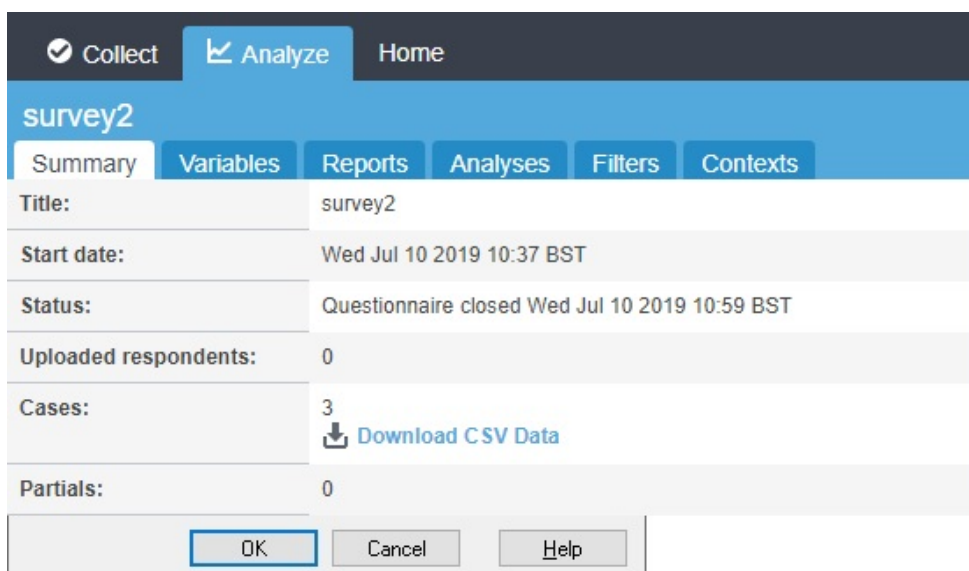 Collect Analyze Home
survey2
Summary Variables Reports Analyses Filters Contexts
Title: survey2
Start date: Wed Jul 10 2019 10:37 BST
Status: Questionnaire closed Wed Jul 10 2019 10:59 BST
Uploaded respondents: 0
Cases: 3
Download CSV Data
Partials: 0
OK Cancel Help